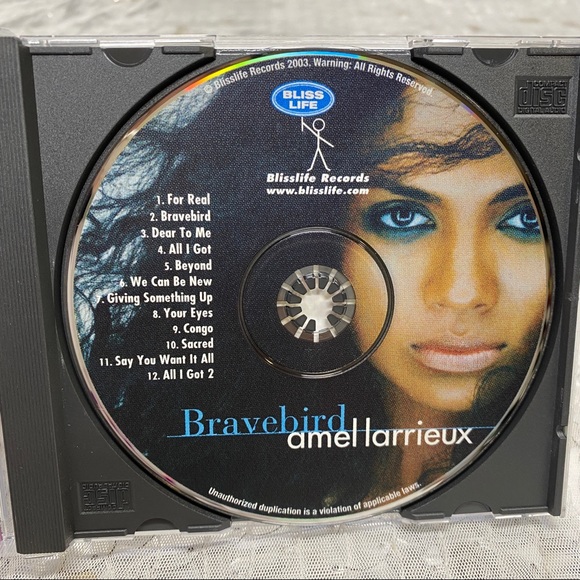 © Blisslife Records 2003. Warning: All Rights Reserved.
BLISS
LIFE
Blisslife Records
www.blisslife.com
1. For Real
2. Bravebird
3. Dear To Me
4. All I Got
5. Beyond
6. We Can Be New
7. Giving Something Up
8. Your Eyes
9. Congo
10. Sacred
11. Say You Want It All
12. All I Got 2
Bravebird
amel larrieux
Unauthorized duplication is a violation of applicable laws.